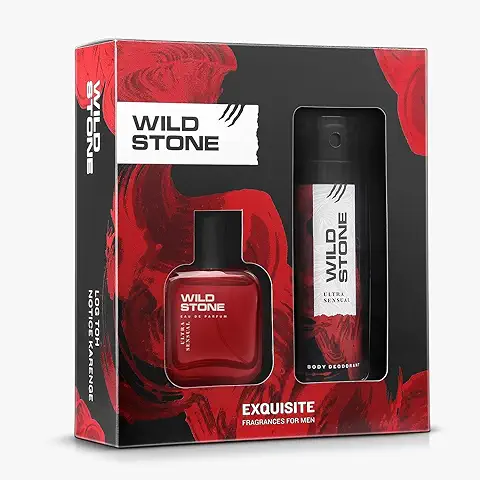 WILD
STONE
LOG TOH
NOTICE KARENGE
WILD
STONE
WILD
STONE
EAU DE PARFUM
ULTRA
SENSUAL
WILD
STONE
ULTRA
SENSUAL
BODY DEODORANT
EXQUISITE
FRAGRANCES FOR MEN